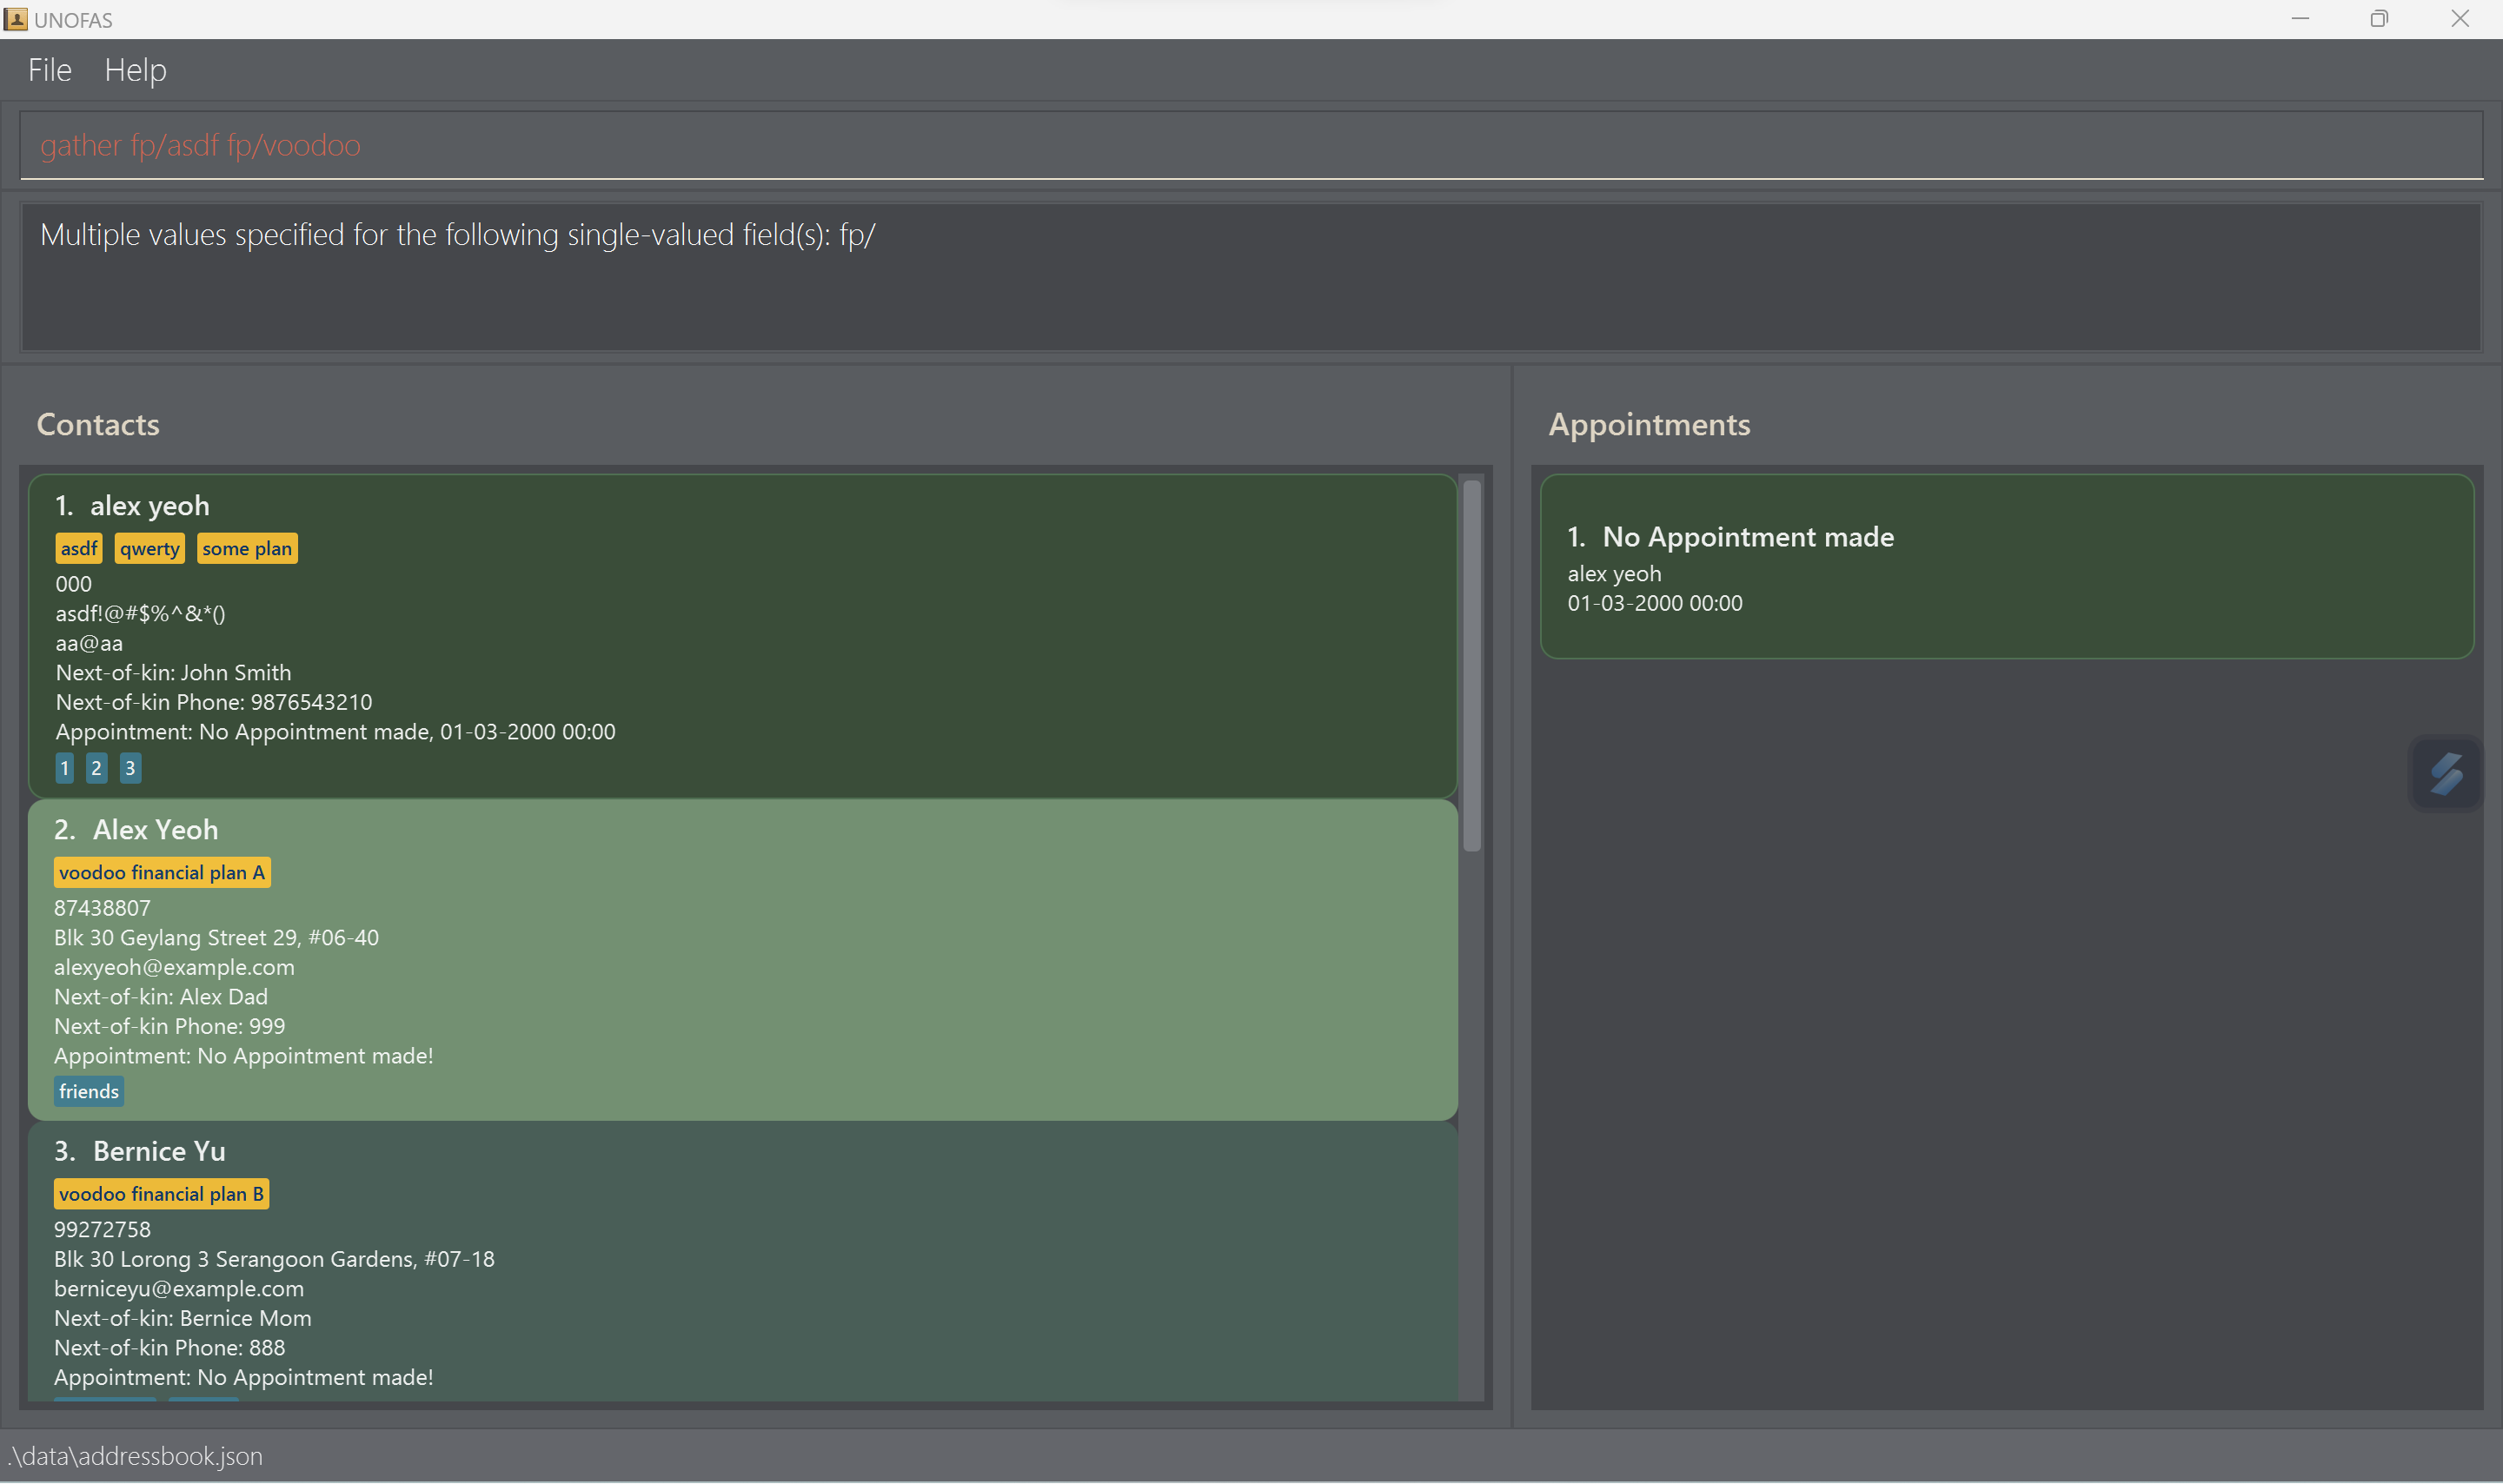 UNOFAS
File Help
gather fp/asdf fp/voodoo
Multiple values specified for the following single-valued field(s): fp/
Contacts
1. alex yeoh
asdf qwerty some plan
000
asdf!@#$%^&*()
aa@aa
Next-of-kin: John Smith
Next-of-kin Phone: 9876543210
Appointment: No Appointment made, 01-03-2000 00:00
1 2 3
2. Alex Yeoh
voodoo financial plan A
87438807
Blk 30 Geylang Street 29, #06-40
alexyeoh@example.com
Next-of-kin: Alex Dad
Next-of-kin Phone: 999
Appointment: No Appointment made!
friends
3. Bernice Yu
voodoo financial plan B
99272758
Blk 30 Lorong 3 Serangoon Gardens, #07-18
berniceyu@example.com
Next-of-kin: Bernice Mom
Next-of-kin Phone: 888
Appointment: No Appointment made!
Appointments
1. No Appointment made
alex yeoh
01-03-2000 00:00
.\data\addressbook.json